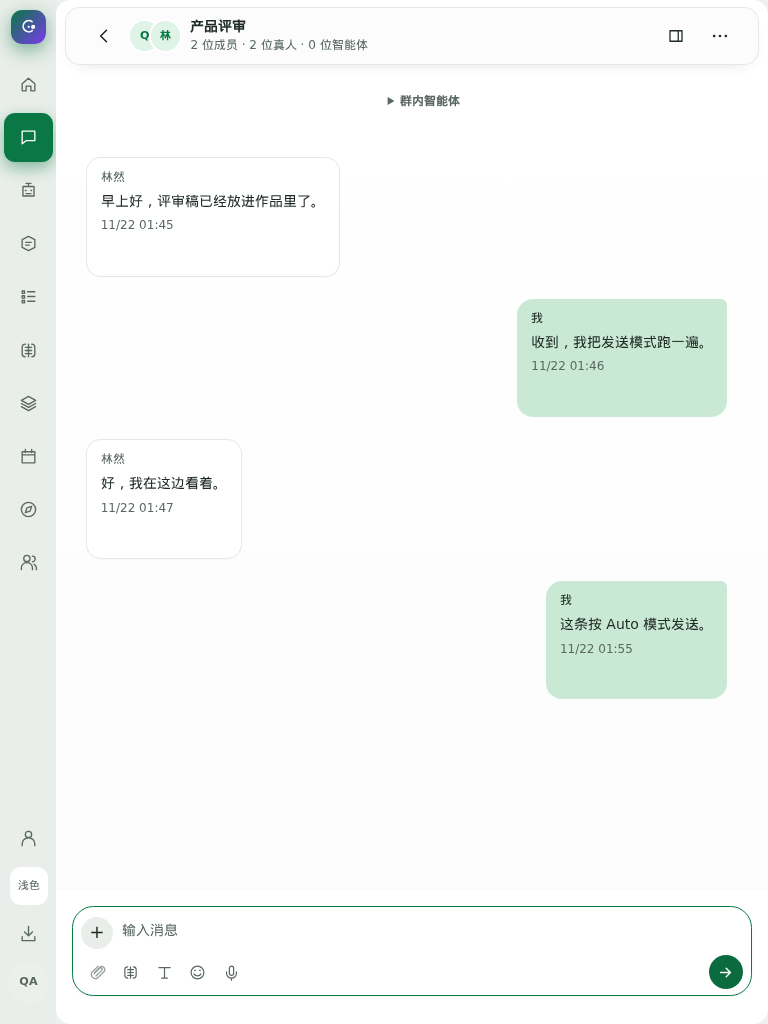 Q
林
产品评审
2 位成员 · 2 位真人 · 0 位智能体
▶ 群内智能体
林然
早上好，评审稿已经放进作品里了。
11/22 01:45
我
收到，我把发送模式跑一遍。
11/22 01:46
林然
好，我在这边看着。
11/22 01:47
我
这条按 Auto 模式发送。
11/22 01:55
浅色
QA
输入消息